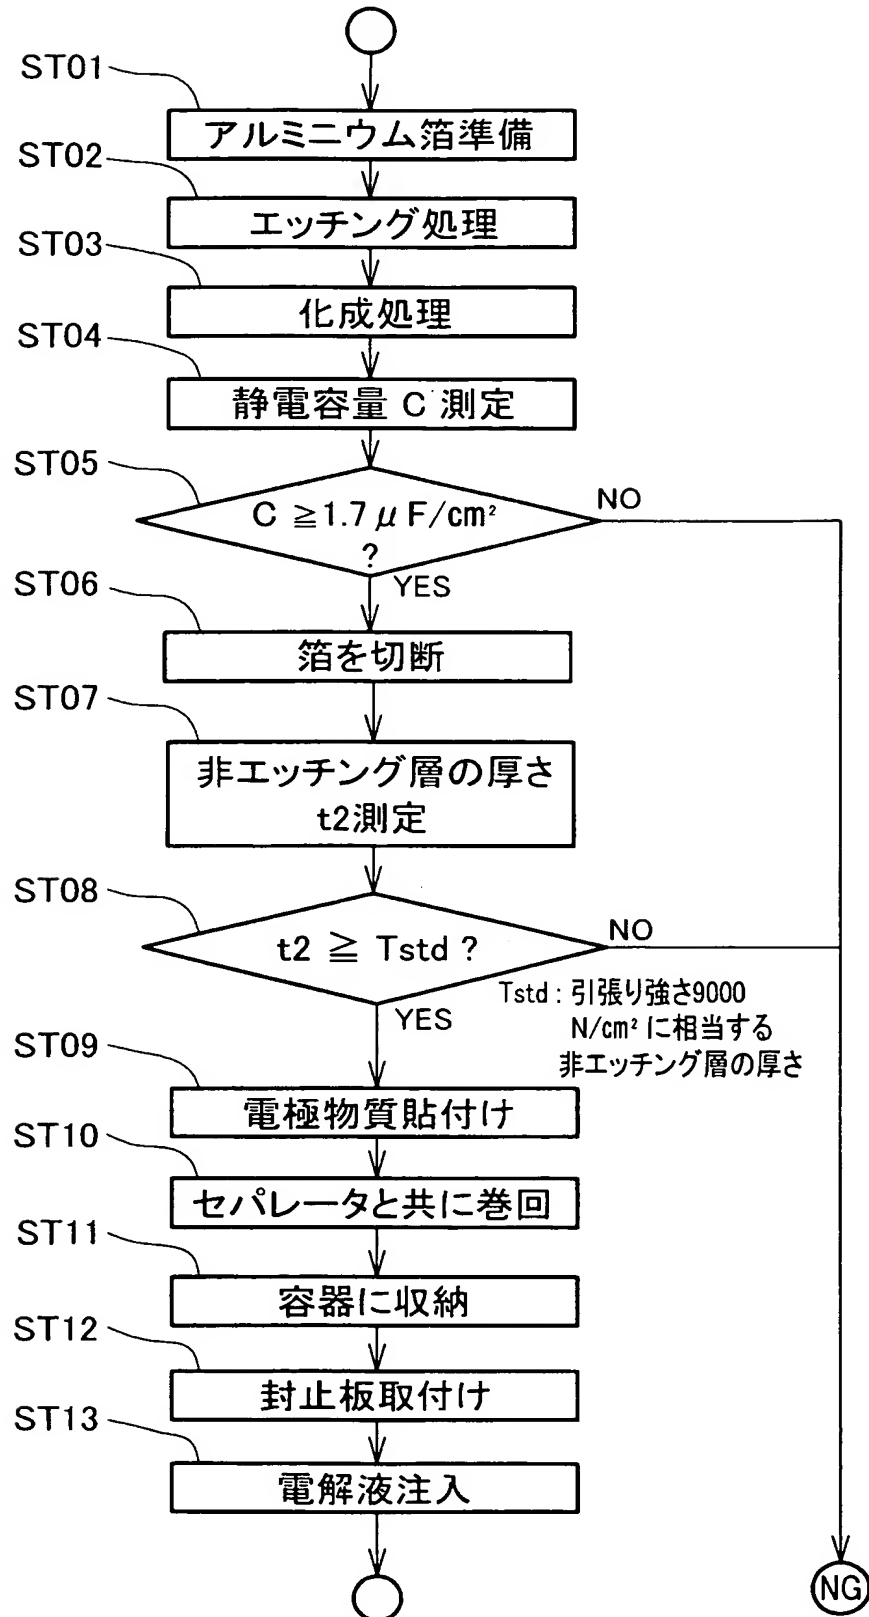 ST01
アルミニウム箔準備
ST02
エッチング処理
ST03
化成処理
ST04
静電容量 C 測定
ST05
C ≧1.7 μ F/cm²
?
NO
YES
ST06
箔を切断
ST07
非エッチング層の厚さ
t2測定
ST08
t2 ≧ Tstd ?
NO
YES
Tstd : 引張り強さ9000
N/cm² に相当する
非エッチング層の厚さ
ST09
電極物質貼付け
ST10
セパレータと共に巻回
ST11
容器に収納
ST12
封止板取付け
ST13
電解液注入
NG